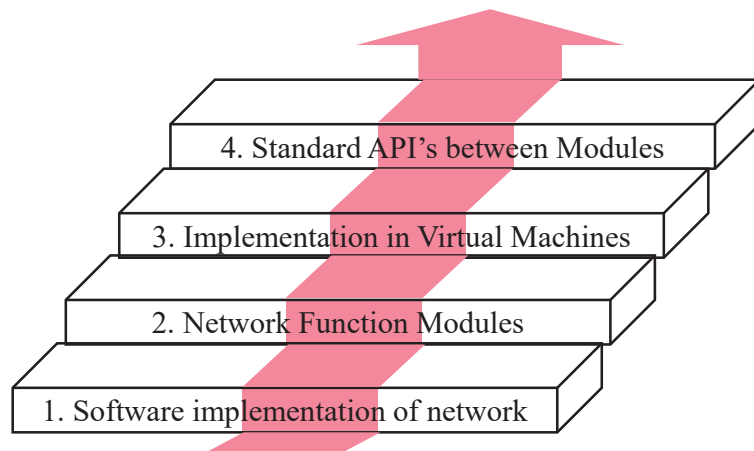 4. Standard API’s between Modules
3. Implementation in Virtual Machines
2. Network Function Modules
1. Software implementation of network